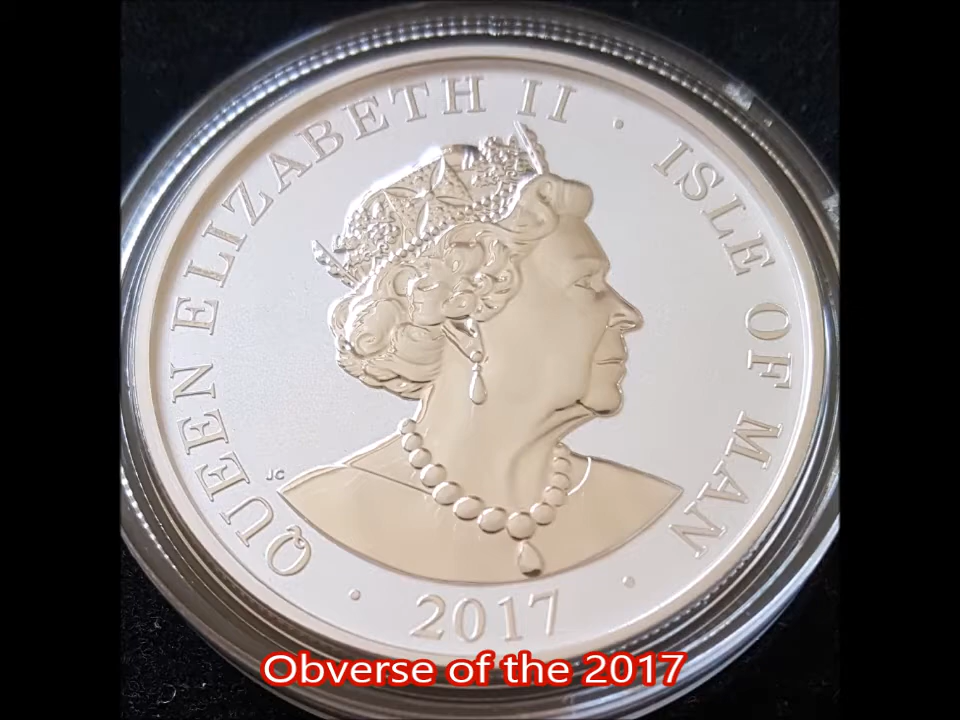 QUEEN ELIZABETH II · ISLE OF MAN
JC
· 2017 ·
Obverse of the 2017